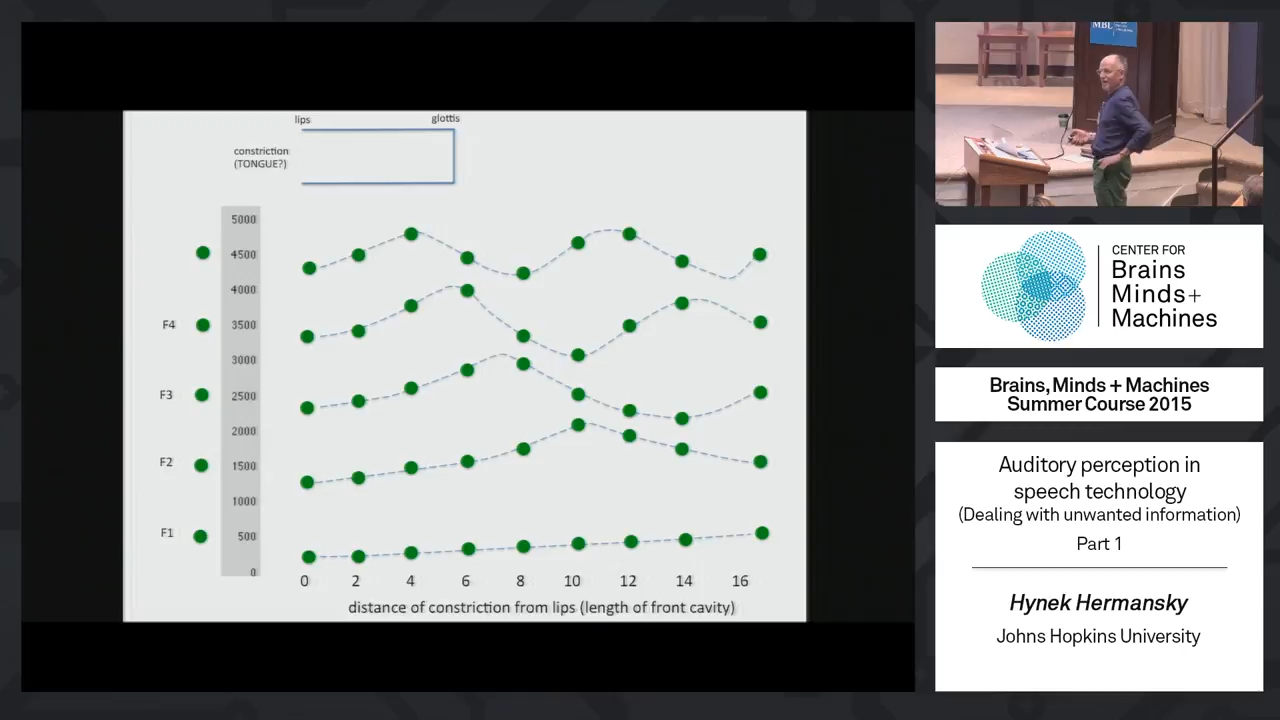 lips
glottis
constriction
(TONGUE?)
5000
4500
4000
F4
3500
3000
F3
2500
2000
F2
1500
1000
F1
500
0
0 2 4 6 8 10 12 14 16
distance of constriction from lips (length of front cavity)
MBL
CENTER FOR
Brains
Minds+
Machines
Brains, Minds + Machines
Summer Course 2015
Auditory perception in
speech technology
(Dealing with unwanted information)
Part 1
Hynek Hermansky
Johns Hopkins University